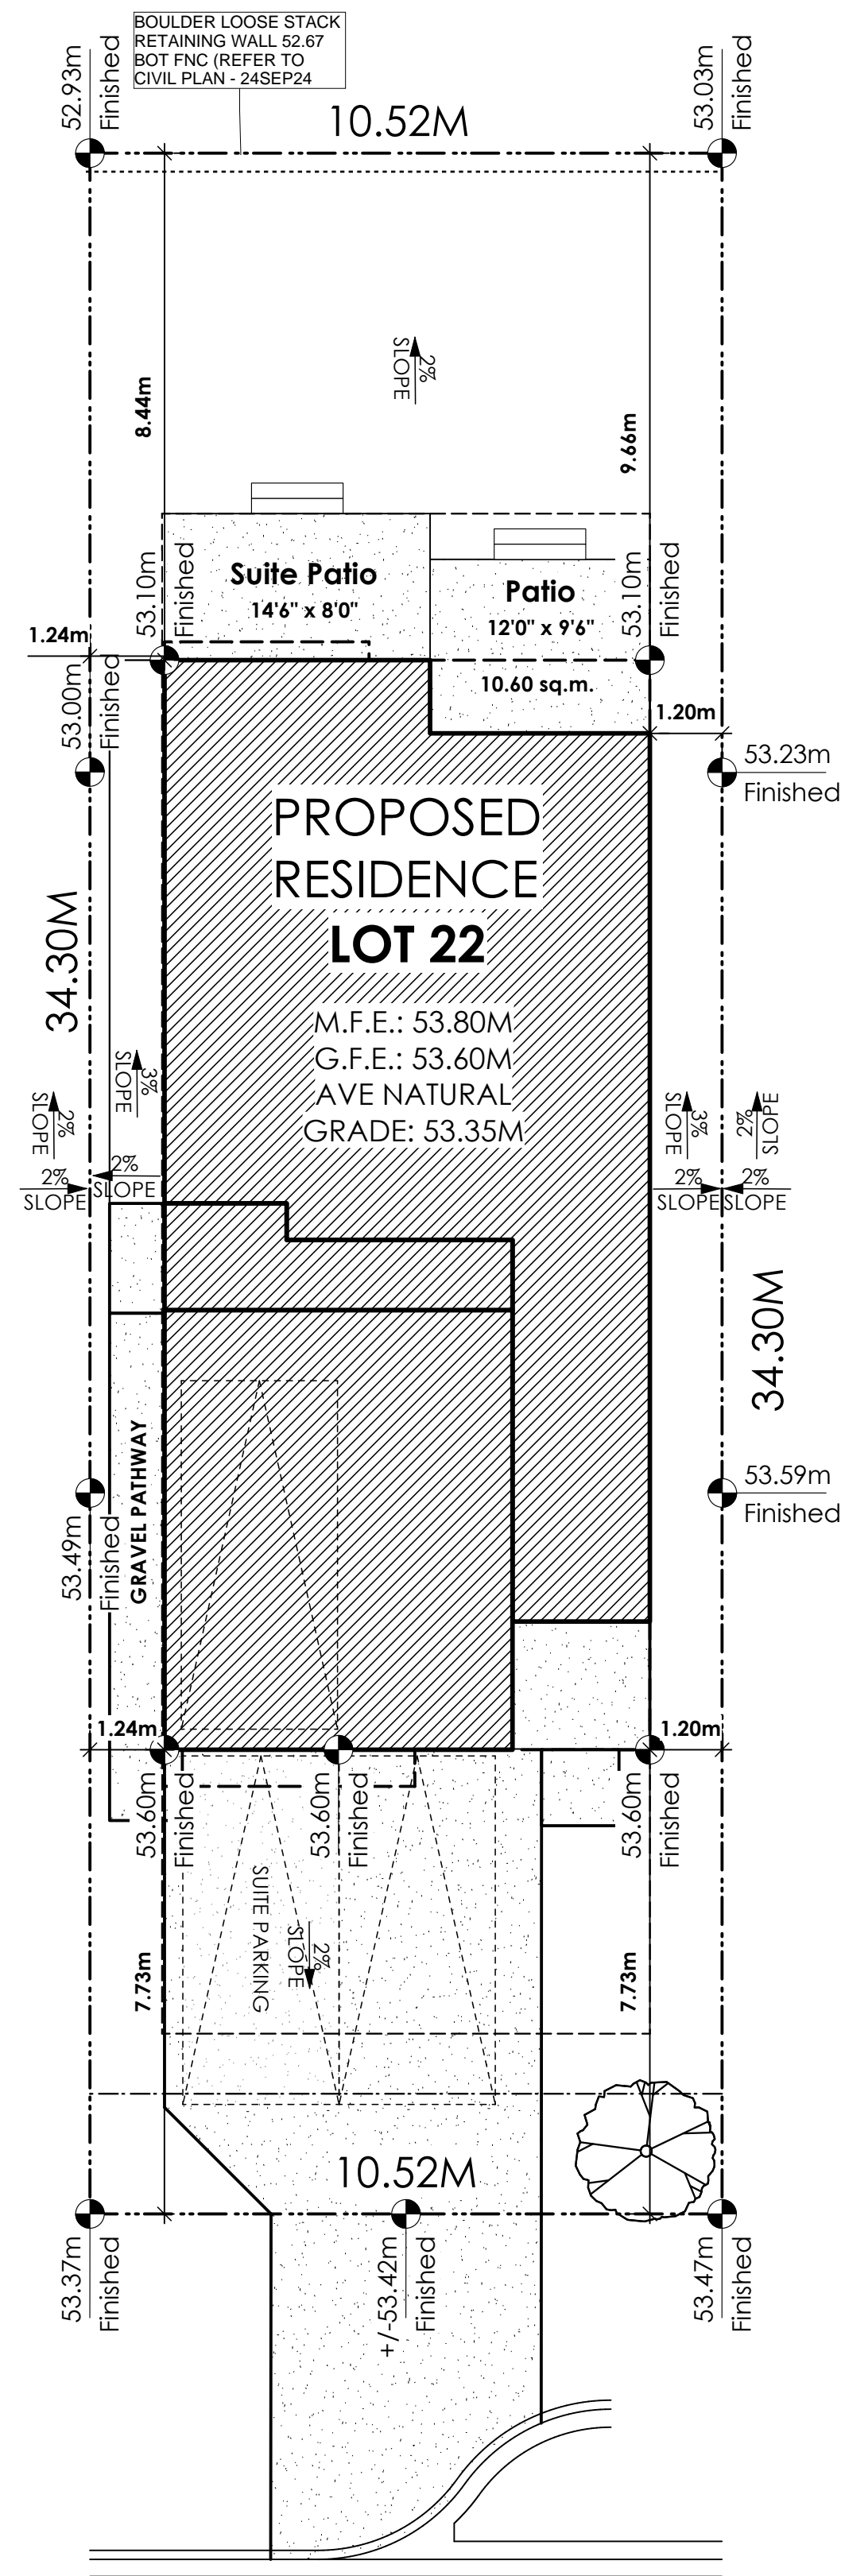 BOULDER LOOSE STACK
RETAINING WALL 52.67
BOT FNC (REFER TO
CIVIL PLAN - 24SEP24
52.93m
Finished
10.52M
53.03m
Finished
2%
SLOPE
8.44m
9.66m
53.10m
Finished
Suite Patio
14'6" x 8'0"
Patio
12'0" x 9'6"
53.10m
Finished
1.24m
10.60 sq.m.
53.00m
Finished
1.20m
53.23m
Finished
PROPOSED
RESIDENCE
LOT 22
34.30M
M.F.E.: 53.80M
G.F.E.: 53.60M
AVE NATURAL
GRADE: 53.35M
3%
SLOPE
2%
SLOPE
2%
SLOPE
2%
SLOPE
3%
SLOPE
2%
SLOPE
2%
SLOPE
2%
SLOPE
34.30M
GRAVEL PATHWAY
53.49m
Finished
53.59m
Finished
1.24m
1.20m
53.60m
Finished
53.60m
Finished
53.60m
Finished
SUITE PARKING
2%
SLOPE
7.73m
7.73m
10.52M
53.37m
Finished
+/-53.42m
Finished
53.47m
Finished